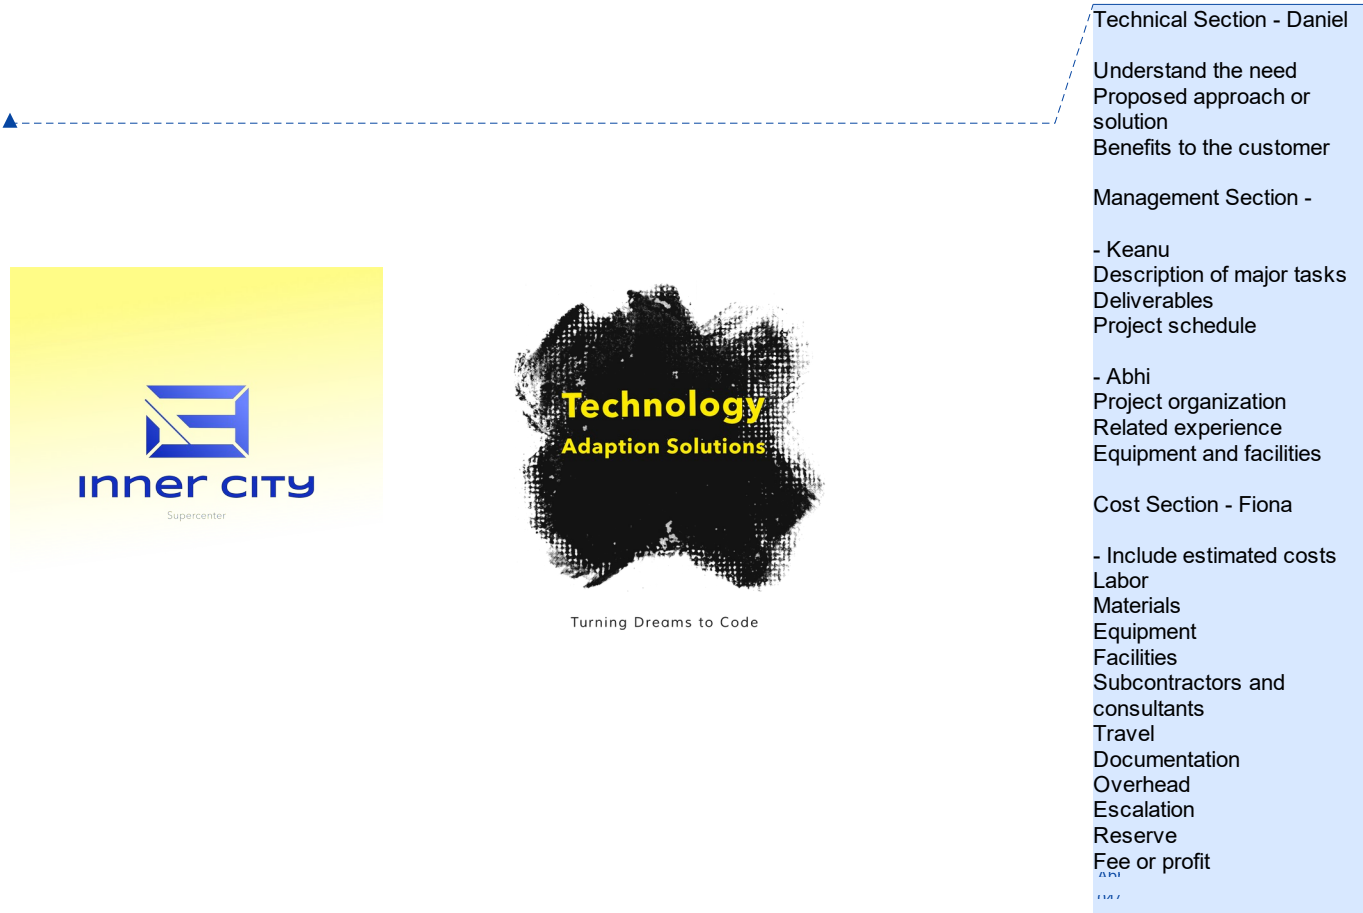 Technical Section - Daniel
Understand the need
Proposed approach or
solution
Benefits to the customer
Management Section -
- Keanu
Description of major tasks
Deliverables
Project schedule
- Abhi
Project organization
Related experience
Equipment and facilities
Cost Section - Fiona
- Include estimated costs
Labor
Materials
Equipment
Facilities
Subcontractors and
consultants
Travel
Documentation
Overhead
Escalation
Reserve
Fee or profit
inner city
Supercenter
Technology
Adaption Solutions
Turning Dreams to Code